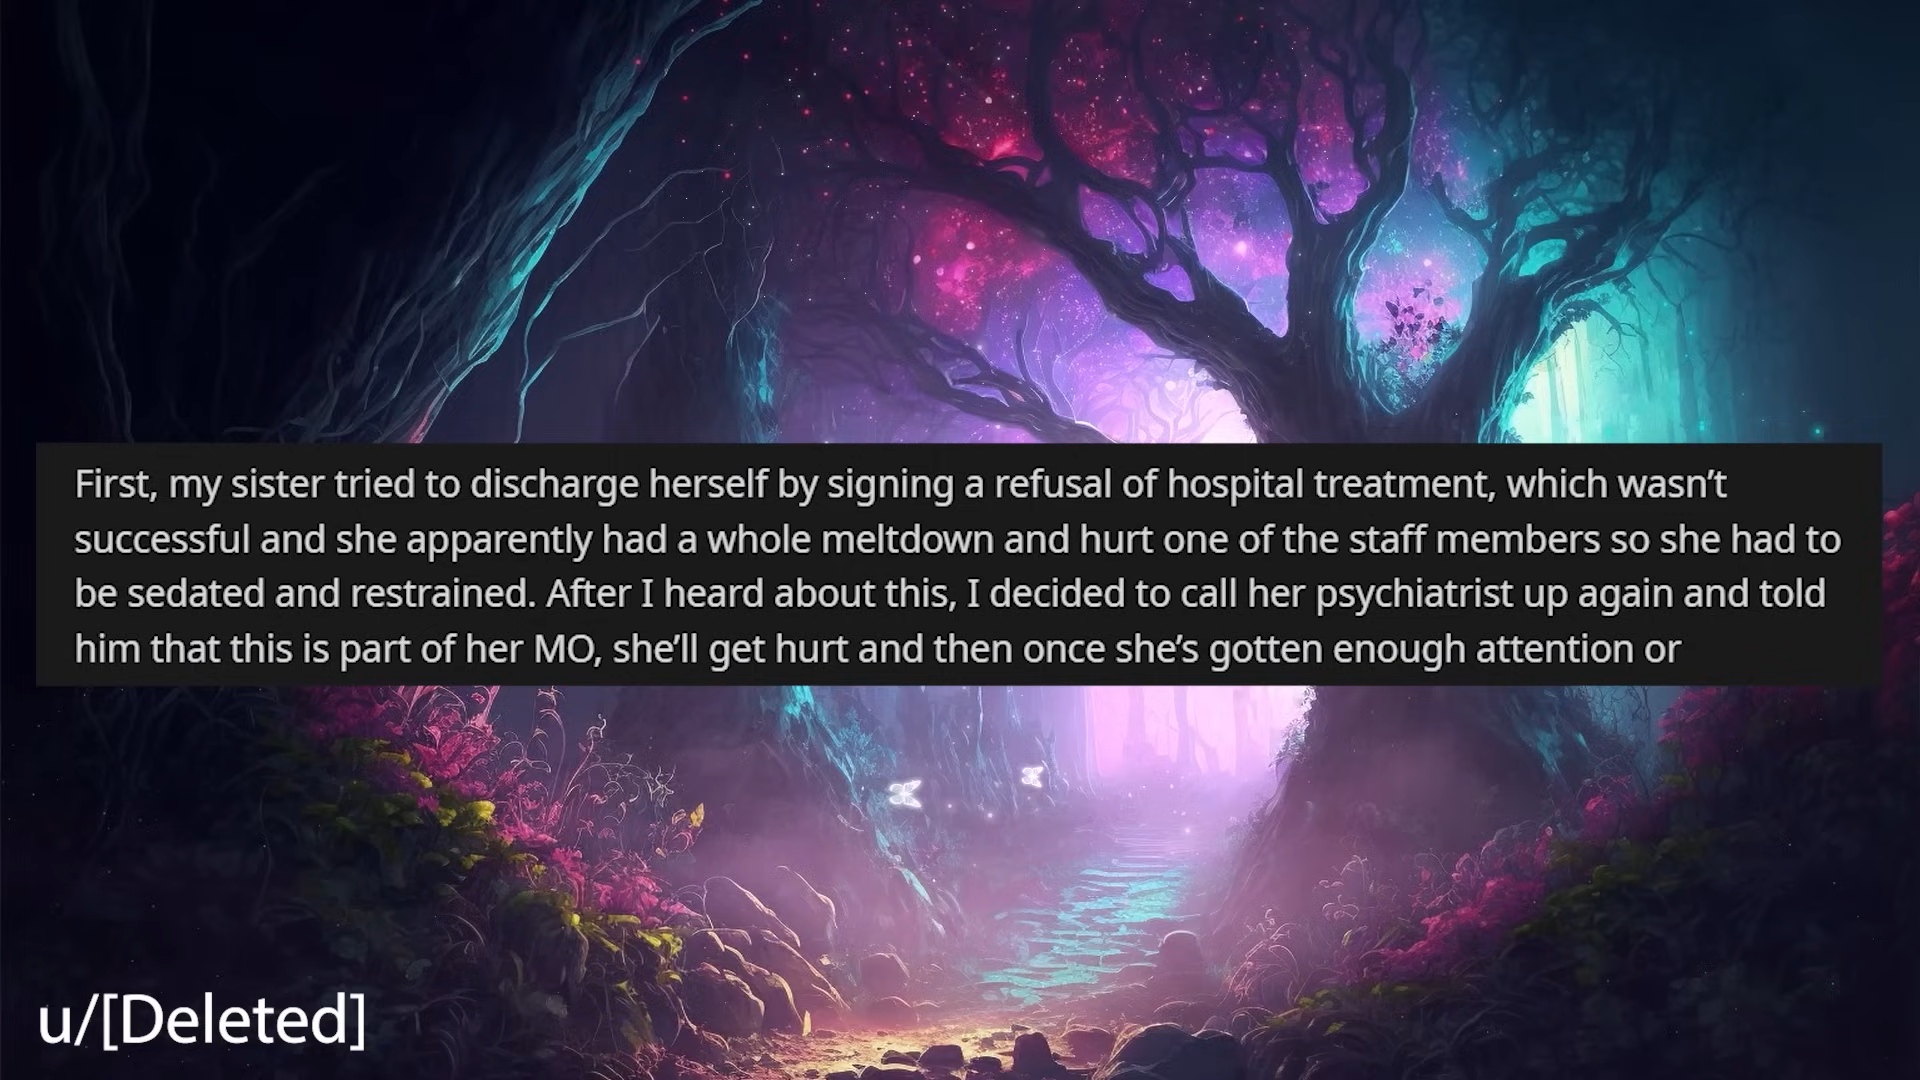 First, my sister tried to discharge herself by signing a refusal of hospital treatment, which wasn’t
successful and she apparently had a whole meltdown and hurt one of the staff members so she had to
be sedated and restrained. After I heard about this, I decided to call her psychiatrist up again and told
him that this is part of her MO, she’ll get hurt and then once she’s gotten enough attention or
u/[Deleted]